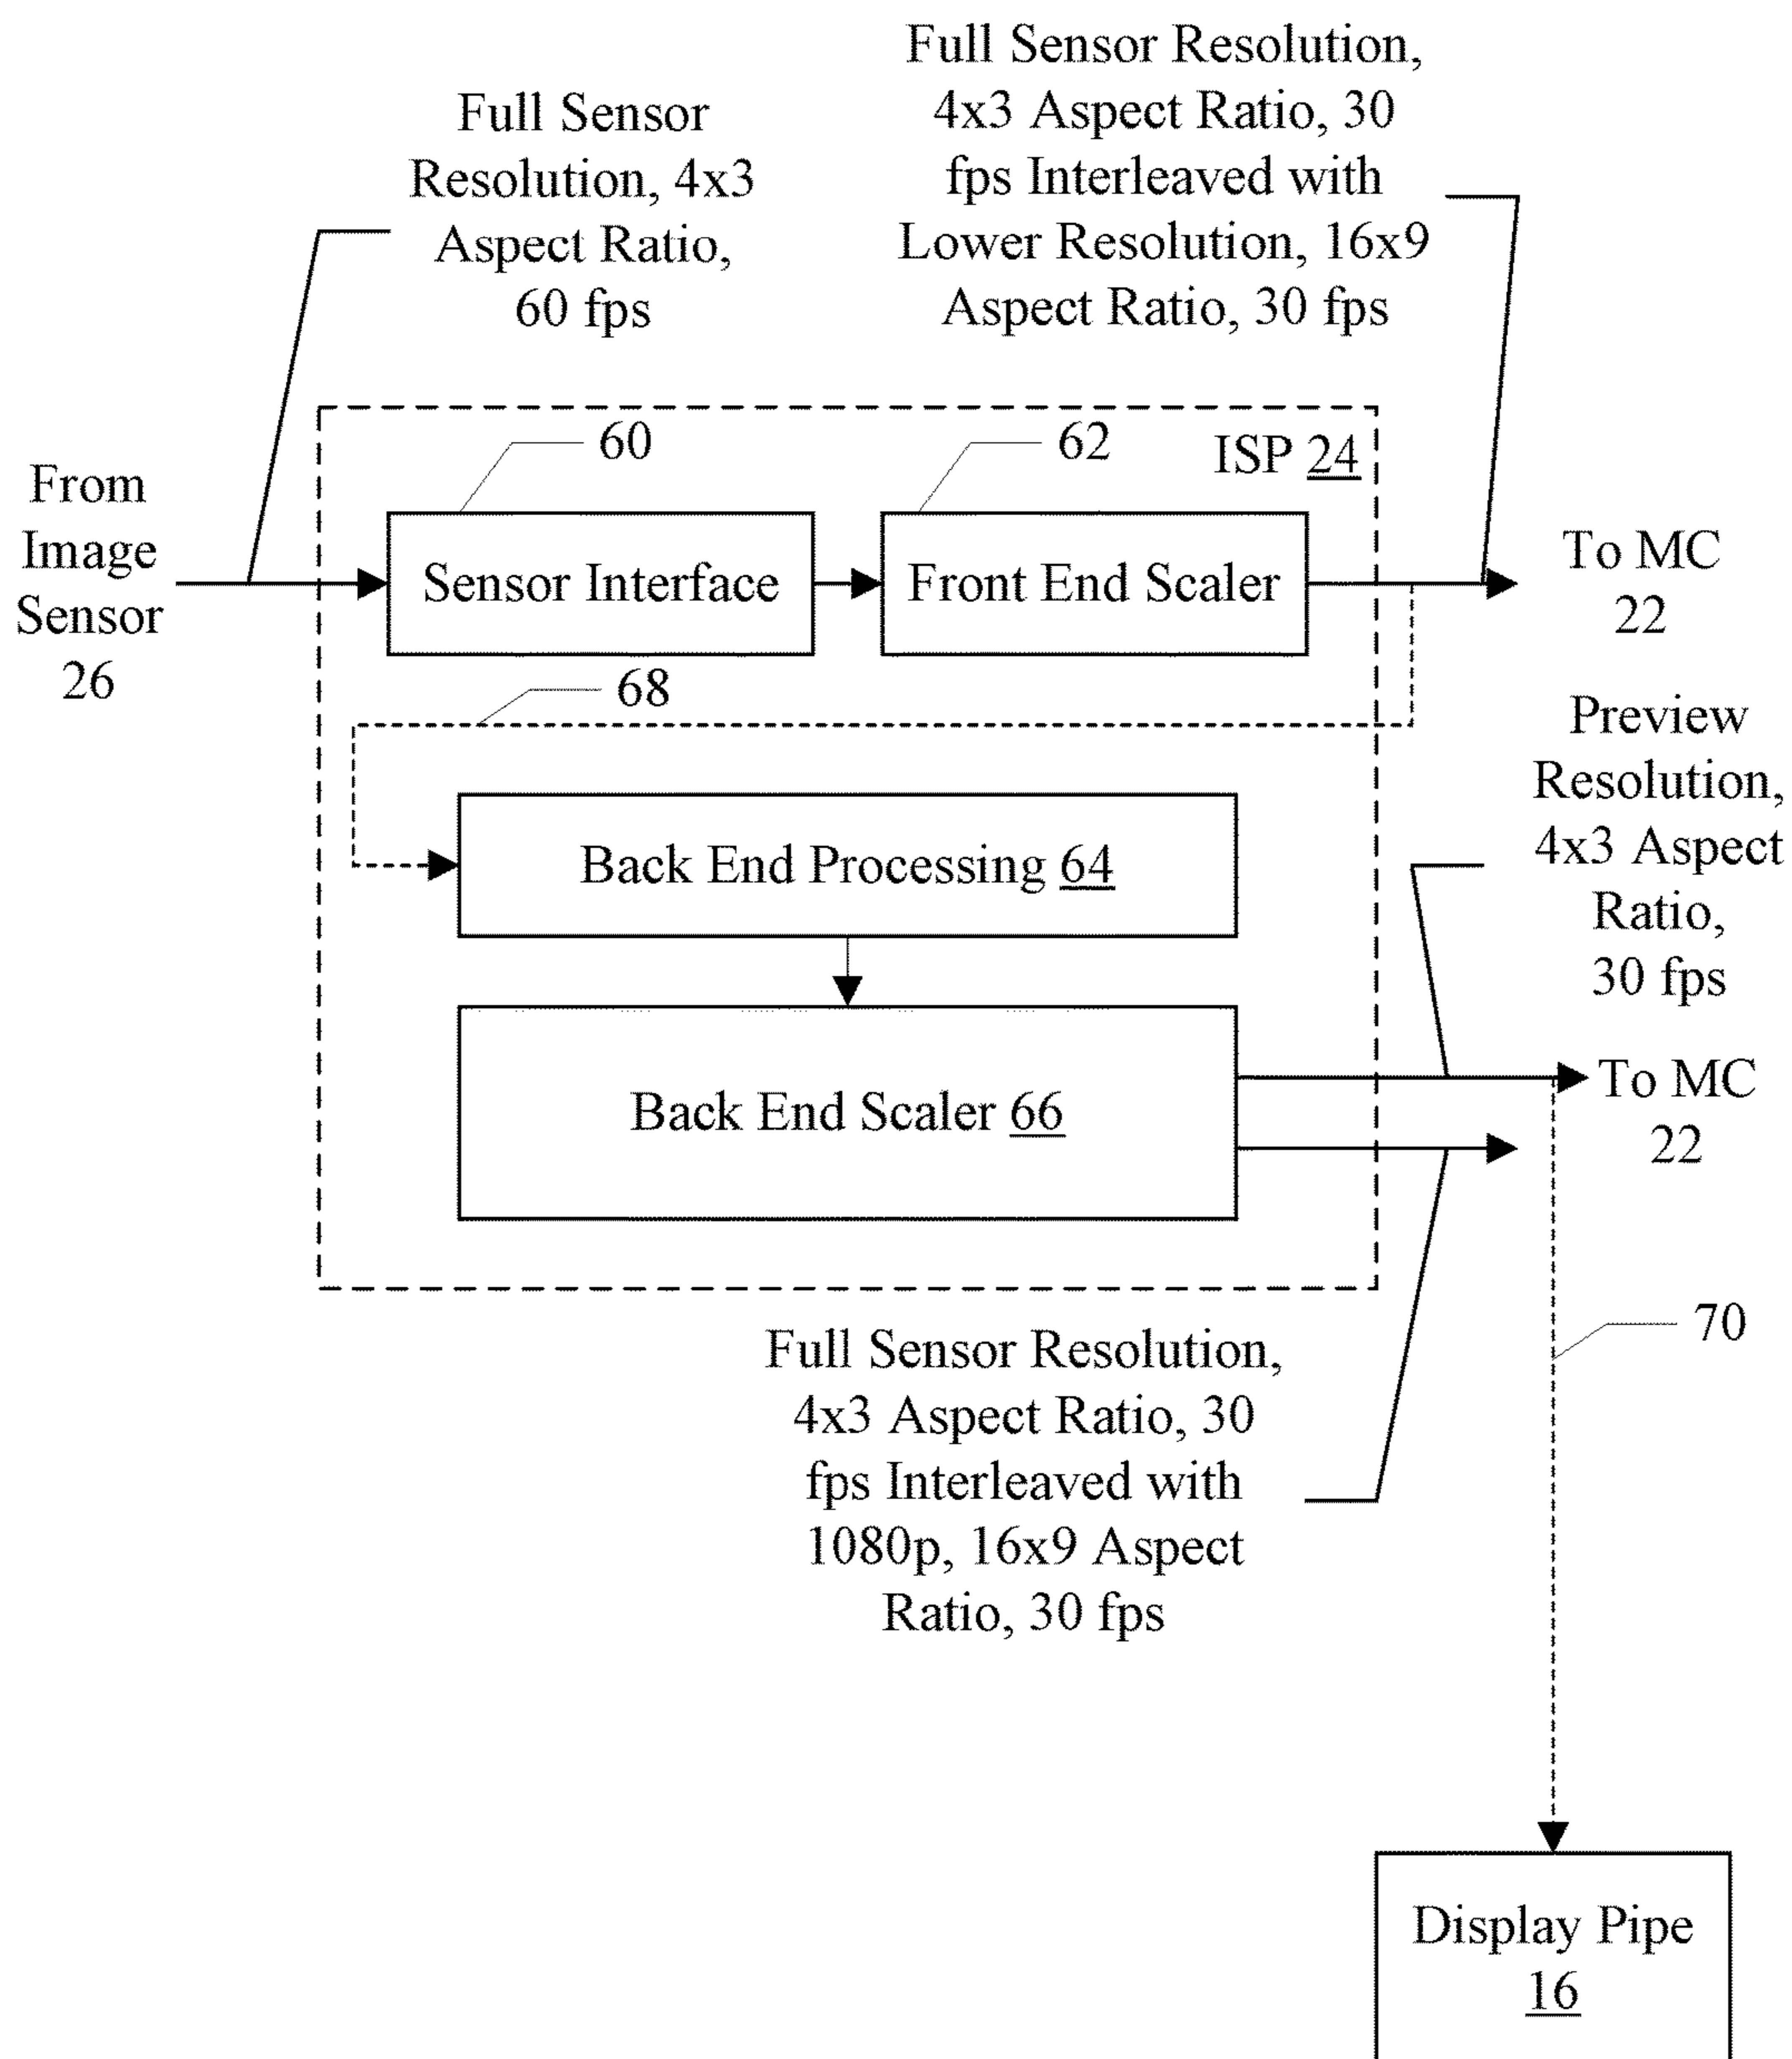 Full Sensor Resolution,
4x3 Aspect Ratio, 30
fps Interleaved with
Lower Resolution, 16x9
Aspect Ratio, 30 fps
Full Sensor
Resolution, 4x3
Aspect Ratio,
60 fps
60
62
ISP 24
From
Image
Sensor
26
Sensor Interface
Front End Scaler
To MC
22
68
Preview
Resolution,
4x3 Aspect
Ratio,
30 fps
Back End Processing 64
Back End Scaler 66
To MC
22
70
Full Sensor Resolution,
4x3 Aspect Ratio, 30
fps Interleaved with
1080p, 16x9 Aspect
Ratio, 30 fps
Display Pipe
16